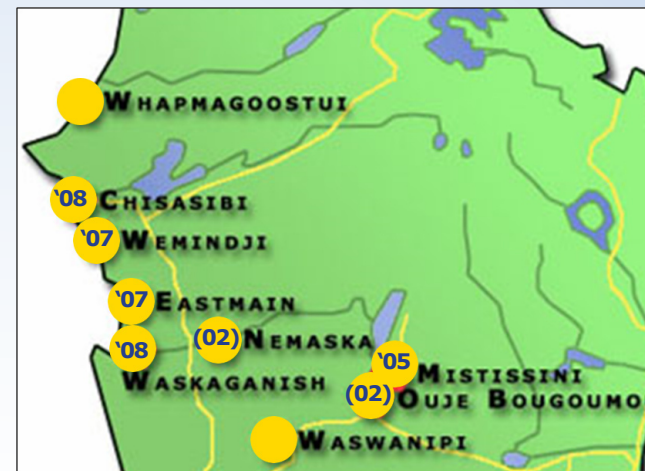 WHAPMAGOOSTUI
‘08 CHISASIBI
‘07 WEMINDJI
‘07 EASTMAIN
(02) NEMASKA
‘08
WASKAGANISH
‘05
MISTISSINI
(02) OUJE BOUGOUMO
WASWANIPI